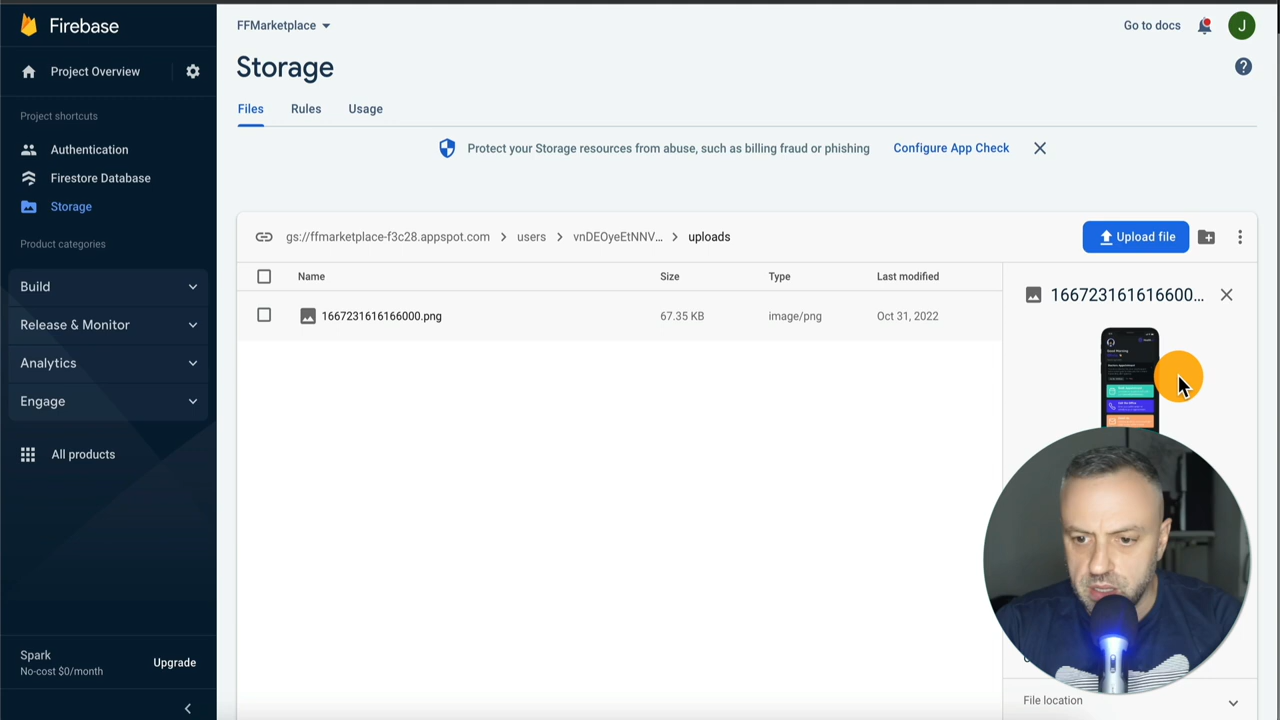 Firebase
FFMarketplace
Go to docs
J
Project Overview
Storage
Project shortcuts
Files
Rules
Usage
Authentication
Protect your Storage resources from abuse, such as billing fraud or phishing
Configure App Check
Firestore Database
Storage
Product categories
gs://ffmarketplace-f3c28.appspot.com
users
vnDEOyeEtNNV...
uploads
Upload file
Build
Name
Size
Type
Last modified
166723161616600...
Release & Monitor
1667231616166000.png
67.35 KB
image/png
Oct 31, 2022
Analytics
Engage
All products
Spark
No-cost $0/month
Upgrade
File location